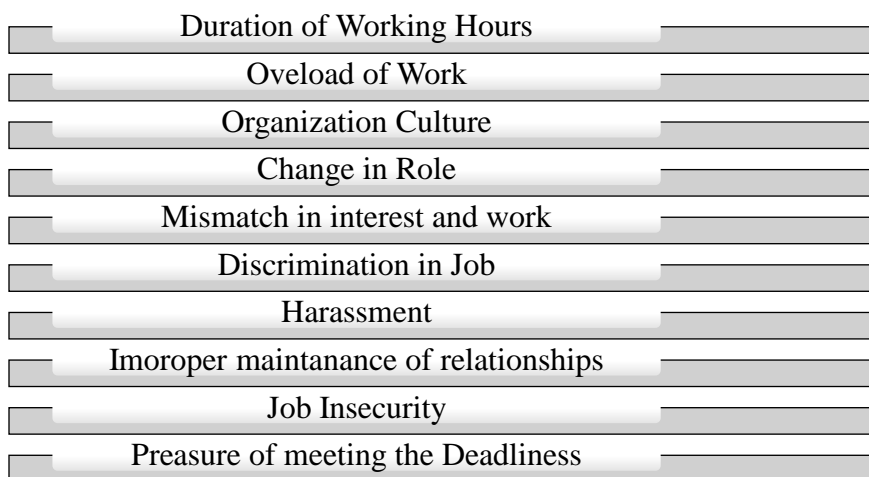 Duration of Working Hours
Oveload of Work
Organization Culture
Change in Role
Mismatch in interest and work
Discrimination in Job
Harassment
Imoroper maintanance of relationships
Job Insecurity
Preasure of meeting the Deadliness